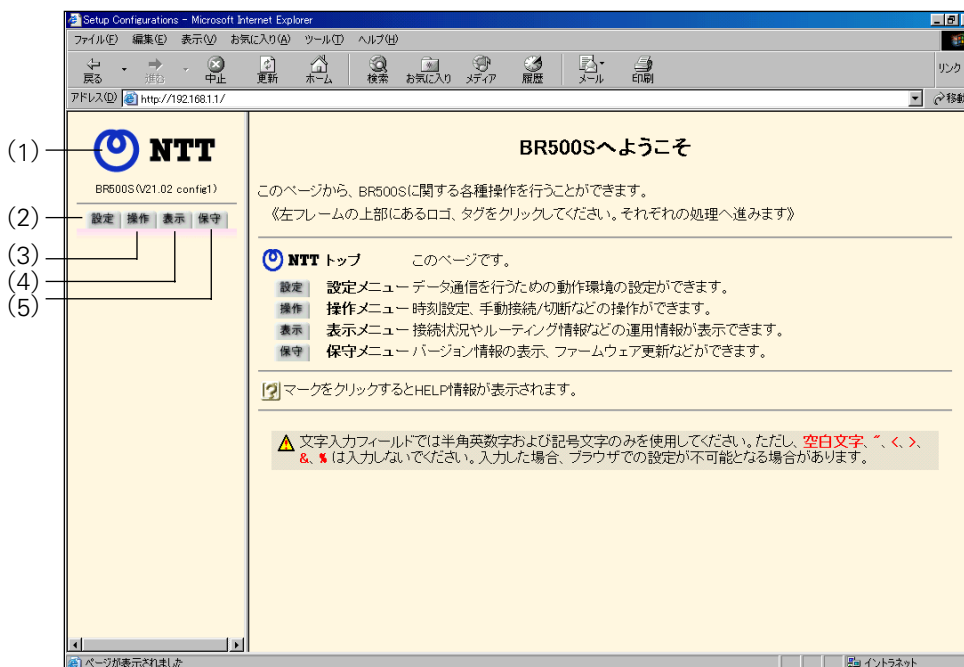 Setup Configurations - Microsoft Internet Explorer
ファイル(F) 編集(E) 表示(V) お気に入り(A) ツール(T) ヘルプ(H)
戻る 進む 中止 更新 ホーム 検索 お気に入り メディア 履歴 メール 印刷 リンク
アドレス(D) http://192.168.1.1/ 移動
(1)
NTT
BR500S(V21.02 config1)
(2)
設定 操作 表示 保守
(3)
(4)
(5)
BR500Sへようこそ
このページから、BR500Sに関する各種操作を行うことができます。
《左フレームの上部にあるロゴ、タグをクリックしてください。それぞれの処理へ進みます》
NTT トップ このページです。
設定 設定メニュー データ通信を行うための動作環境の設定ができます。
操作 操作メニュー 時刻設定、手動接続/切断などの操作ができます。
表示 表示メニュー 接続状況やルーティング情報などの運用情報が表示できます。
保守 保守メニュー バージョン情報の表示、ファームウェア更新などができます。
? マークをクリックするとHELP情報が表示されます。
文字入力フィールドでは半角英数字および記号文字のみを使用してください。ただし、空白文字、"、<、>、
&、% は入力しないでください。入力した場合、ブラウザでの設定が不可能となる場合があります。
ページが表示されました イントラネット